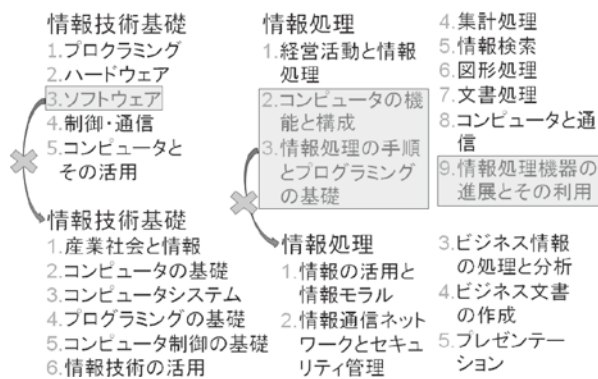 情報技術基礎
1.プロクラミング
2.ハードウェア
3.ソフトウェア
4.制御・通信
5.コンピュータと
その活用
情報処理
1.経営活動と情報
処理
2.コンピュータの機
能と構成
3.情報処理の手順
とプログラミング
の基礎
4.集計処理
5.情報検索
6.図形処理
7.文書処理
8.コンピュータと通
信
9.情報処理機器の
進展とその利用
情報技術基礎
1.産業社会と情報
2.コンピュータの基礎
3.コンピュータシステム
4.プログラミングの基礎
5.コンピュータ制御の基礎
6.情報技術の活用
情報処理
1.情報の活用と
情報モラル
2.情報通信ネット
ワークとセキュ
リティ管理
3.ビジネス情報
の処理と分析
4.ビジネス文書
の作成
5.プレゼンテー
ション